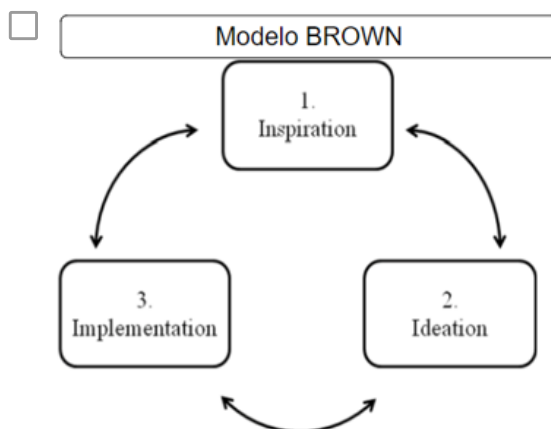 Modelo BROWN
1.
Inspiration
3.
Implementation
2.
Ideation